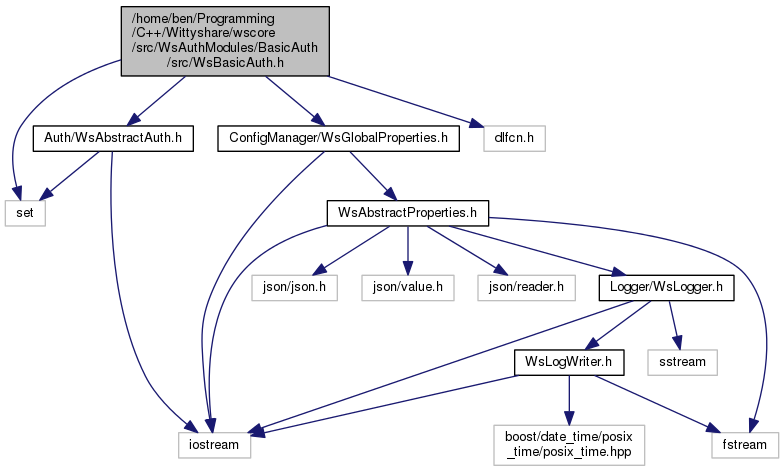 /home/ben/Programming
/C++/Wittyshare/wscore
/src/WsAuthModules/BasicAuth
/src/WsBasicAuth.h
Auth/WsAbstractAuth.h
ConfigManager/WsGlobalProperties.h
dlfcn.h
set
WsAbstractProperties.h
json/json.h
json/value.h
json/reader.h
Logger/WsLogger.h
WsLogWriter.h
sstream
iostream
boost/date_time/posix
_time/posix_time.hpp
fstream